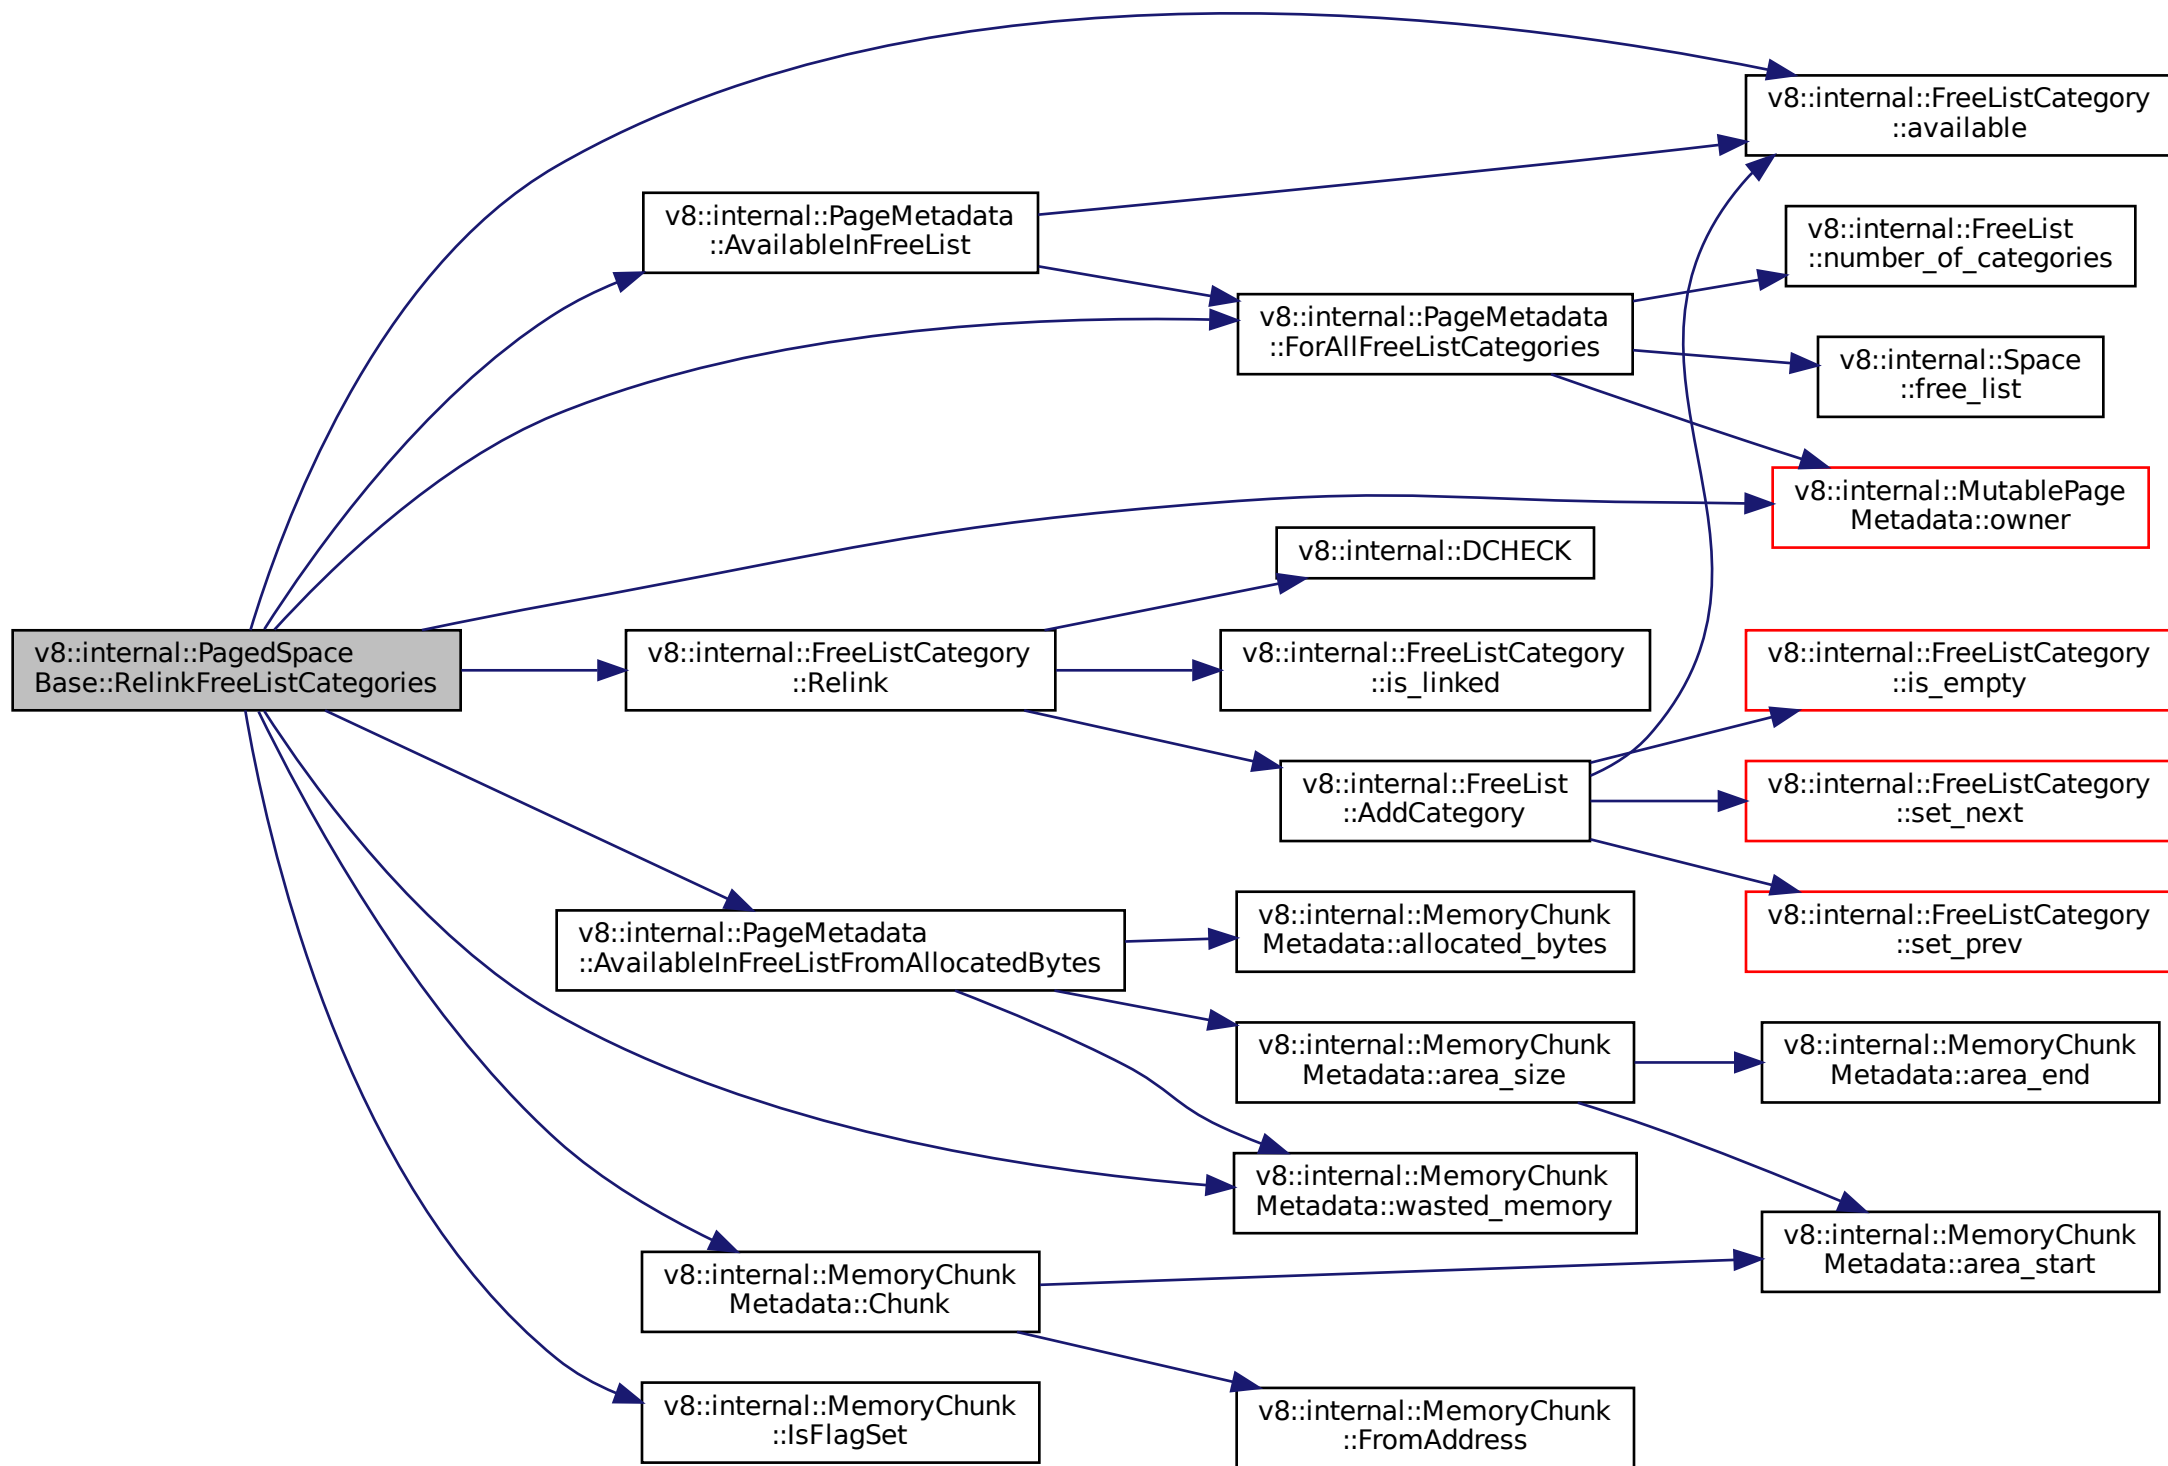 v8::internal::FreeListCategory
::available
v8::internal::PageMetadata
::AvailableInFreeList
v8::internal::FreeList
::number_of_categories
v8::internal::PageMetadata
::ForAllFreeListCategories
v8::internal::Space
::free_list
v8::internal::MutablePage
Metadata::owner
v8::internal::DCHECK
v8::internal::PagedSpace
Base::RelinkFreeListCategories
v8::internal::FreeListCategory
::Relink
v8::internal::FreeListCategory
::is_linked
v8::internal::FreeListCategory
::is_empty
v8::internal::FreeList
::AddCategory
v8::internal::FreeListCategory
::set_next
v8::internal::FreeListCategory
::set_prev
v8::internal::PageMetadata
::AvailableInFreeListFromAllocatedBytes
v8::internal::MemoryChunk
Metadata::allocated_bytes
v8::internal::MemoryChunk
Metadata::area_size
v8::internal::MemoryChunk
Metadata::area_end
v8::internal::MemoryChunk
Metadata::wasted_memory
v8::internal::MemoryChunk
Metadata::area_start
v8::internal::MemoryChunk
Metadata::Chunk
v8::internal::MemoryChunk
::IsFlagSet
v8::internal::MemoryChunk
::FromAddress